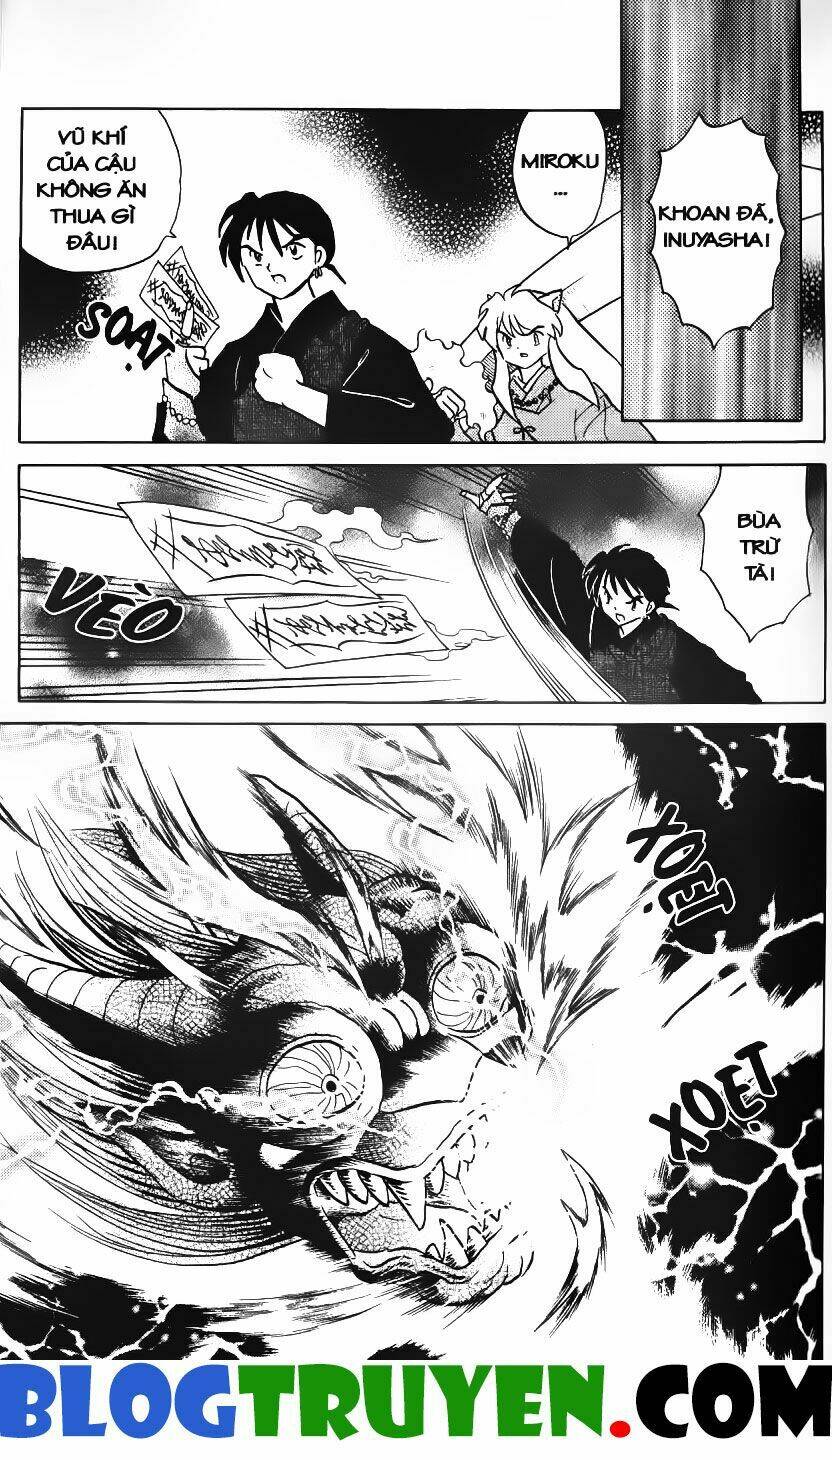 KHOAN ĐÃ,
INUYASHA!
MIROKU
...
VŨ KHÍ
CỦA CẬU
KHÔNG ĂN
THUA GÌ
ĐÂU!
SOẠT
BÙA
TRỪ
TÀ!
VÈO
XOẸT
XOẸT
BLOGTRUYEN.COM